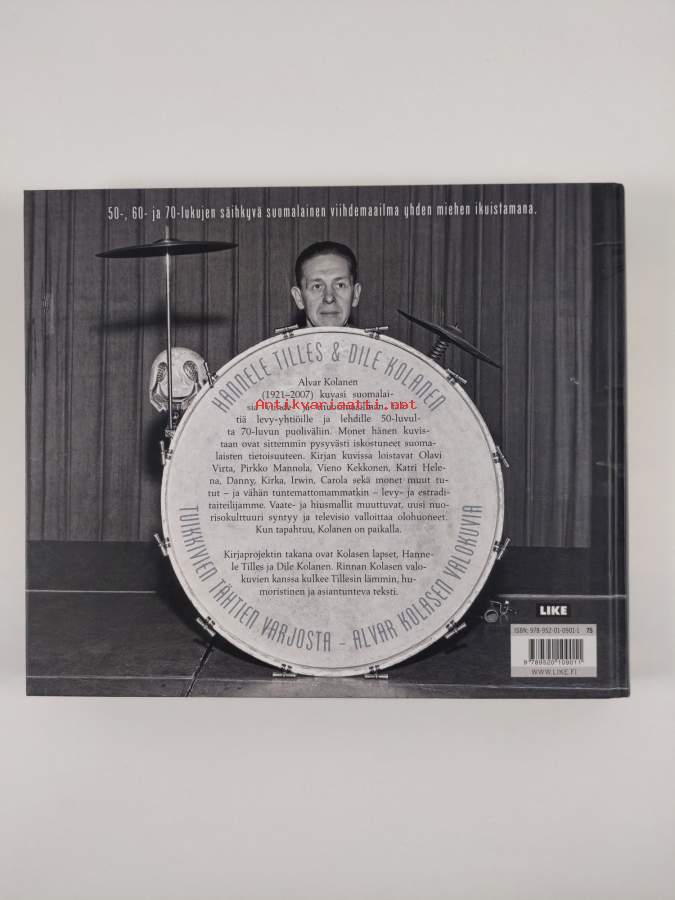 50-, 60- ja 70-lukujen säihkyvä suomalainen viihdemaailma yhden miehen ikuistamana.
HANNELE TILLES & DILE KOLANEN
Alvar Kolanen
(1921–2007) kuvasi suomalai-
Antikvariaatti.net
tiä levy-yhtiöille ja lehdille 50-luvul-
ta 70-luvun puoliväliin. Monet hänen kuvis-
taan ovat sittemmin pysyvästi iskostuneet suoma-
laisten tietoisuuteen. Kirjan kuvissa loistavat Olavi
Virta, Pirkko Mannola, Vieno Kekkonen, Katri Hele-
na, Danny, Kirka, Irwin, Carola sekä monet muut tu-
tut – ja vähän tuntemattomammatkin – levy- ja estradi-
taiteilijamme. Vaate- ja hiusmallit muuttuvat, uusi nuo-
risokulttuuri syntyy ja televisio valloittaa olohuoneet.
Kun tapahtuu, Kolanen on paikalla.
Kirjaprojektin takana ovat Kolasen lapset, Hanne-
le Tilles ja Dile Kolanen. Rinnan Kolasen valo-
kuvien kanssa kulkee Tillesin lämmin, hu-
moristinen ja asiantunteva teksti.
TUIKKIVIEN TÄHTIEN VARJOSTA – ALVAR KOLASEN VALOKUVIA
LIKE
ISBN: 978-952-01-0901-1 75
9 789520 109011
WWW.LIKE.FI